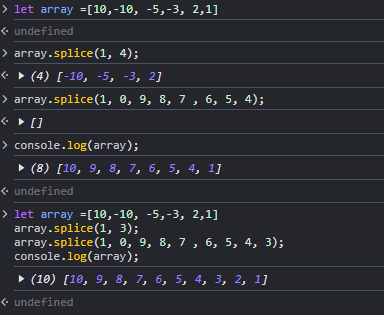 let array =[10,-10, -5,-3, 2,1]
undefined
array.splice(1, 4);
(4) [-10, -5, -3, 2]
array.splice(1, 0, 9, 8, 7 , 6, 5, 4);
[]
console.log(array);
(8) [10, 9, 8, 7, 6, 5, 4, 1]
undefined
let array =[10,-10, -5,-3, 2,1]
array.splice(1, 3);
array.splice(1, 0, 9, 8, 7 , 6, 5, 4, 3);
console.log(array);
(10) [10, 9, 8, 7, 6, 5, 4, 3, 2, 1]
undefined